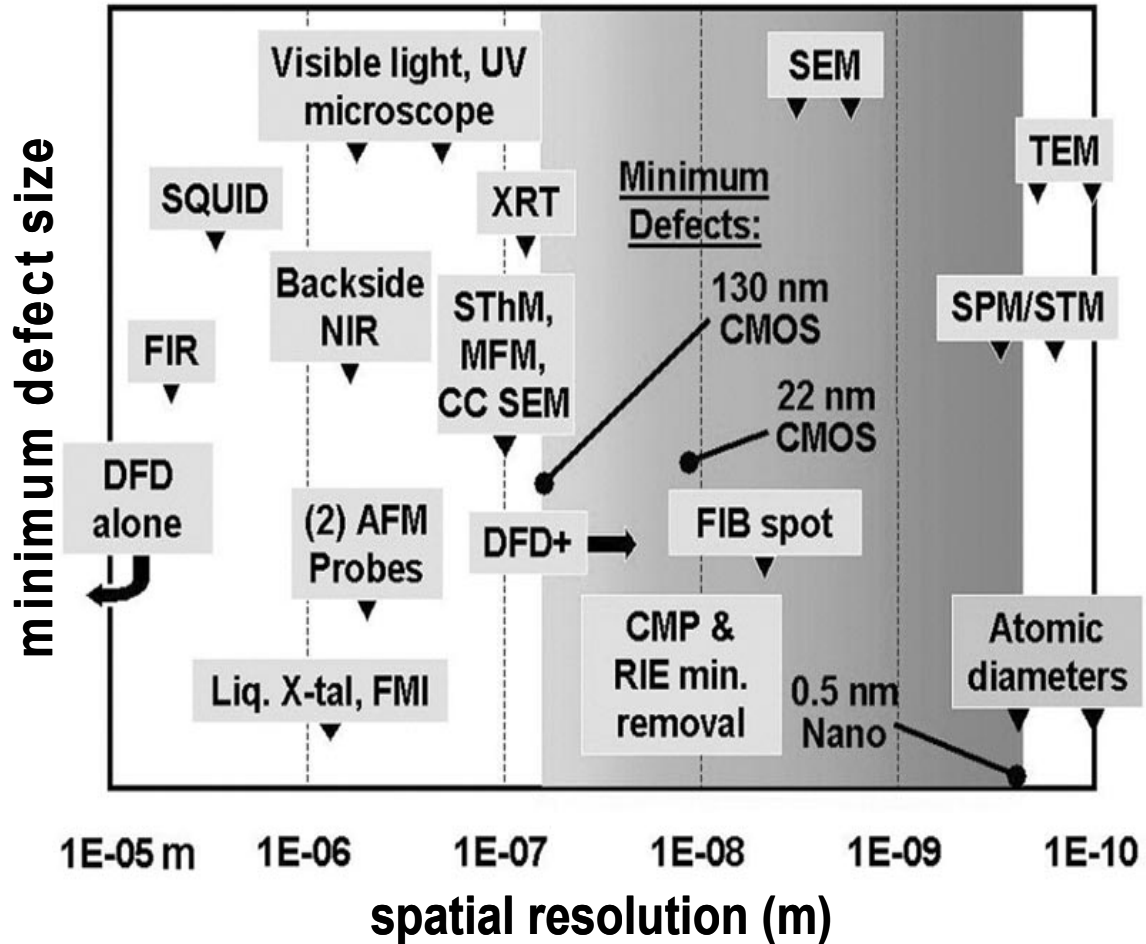 minimum defect size
Visible light, UV
microscope
SEM
TEM
SQUID
XRT
Minimum
Defects:
Backside
NIR
SThM,
MFM,
CC SEM
130 nm
CMOS
SPM/STM
FIR
22 nm
CMOS
DFD
alone
(2) AFM
Probes
DFD+
FIB spot
CMP &
RIE min.
removal
Atomic
diameters
Liq. X-tal, FMI
0.5 nm
Nano
1E-05 m
1E-06
1E-07
1E-08
1E-09
1E-10
spatial resolution (m)